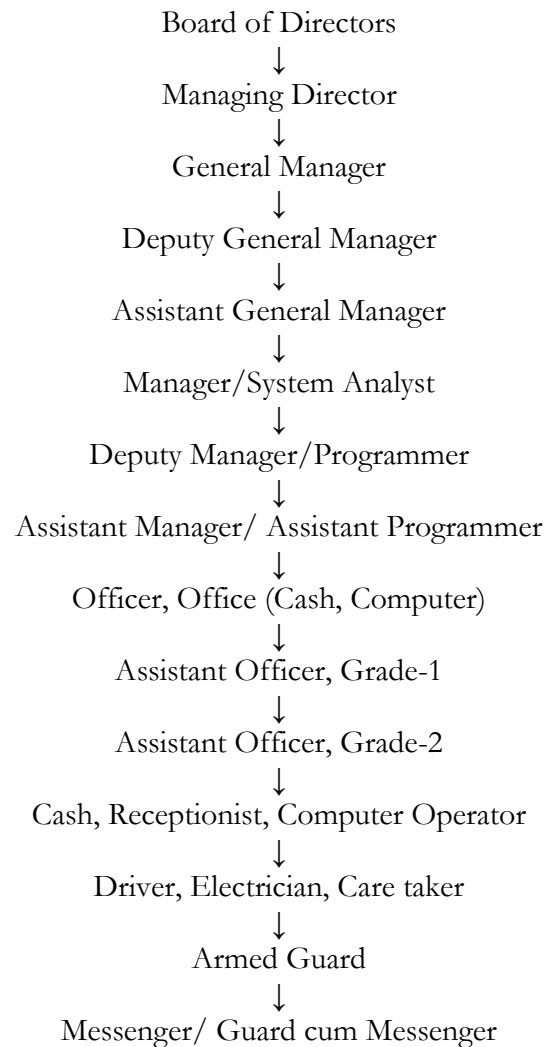 Board of Directors
↓
Managing Director
↓
General Manager
↓
Deputy General Manager
↓
Assistant General Manager
↓
Manager/System Analyst
↓
Deputy Manager/Programmer
↓
Assistant Manager/ Assistant Programmer
↓
Officer, Office (Cash, Computer)
↓
Assistant Officer, Grade-1
↓
Assistant Officer, Grade-2
↓
Cash, Receptionist, Computer Operator
↓
Driver, Electrician, Care taker
↓
Armed Guard
↓
Messenger/ Guard cum Messenger